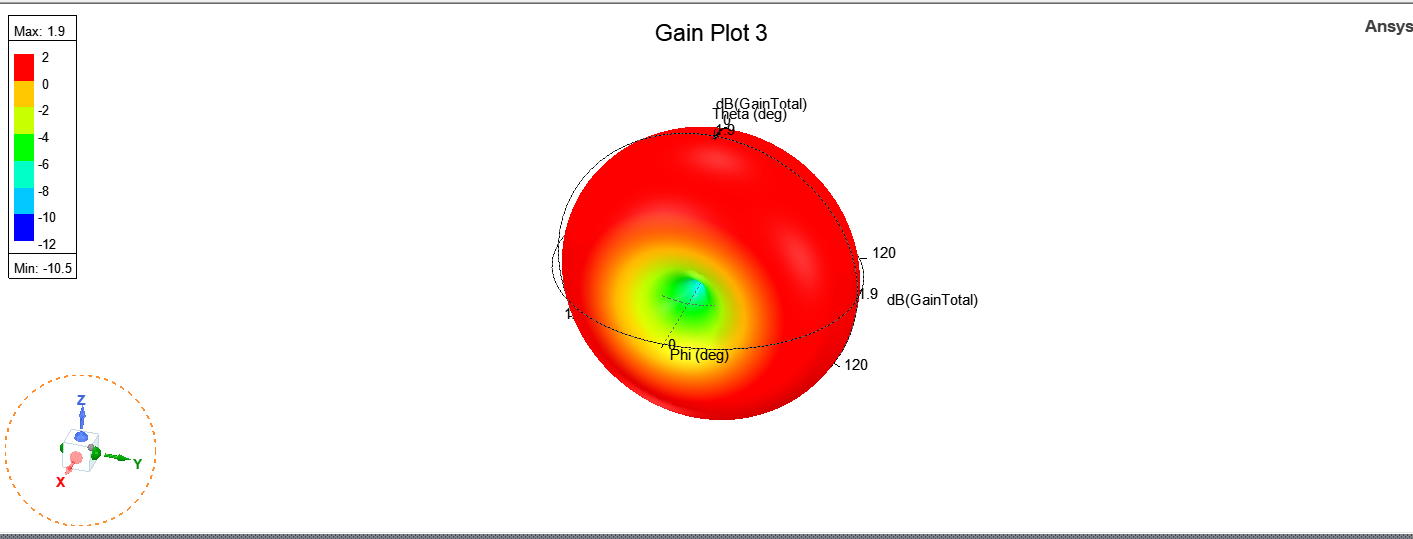 Max: 1.9
2
0
-2
-4
-6
-8
-10
-12
Min: -10.5
Gain Plot 3
Ansys
dB(GainTotal)
Theta (deg)
0
1.9
120
1.9
dB(GainTotal)
1.
0
Phi (deg)
120
Z
Y
X